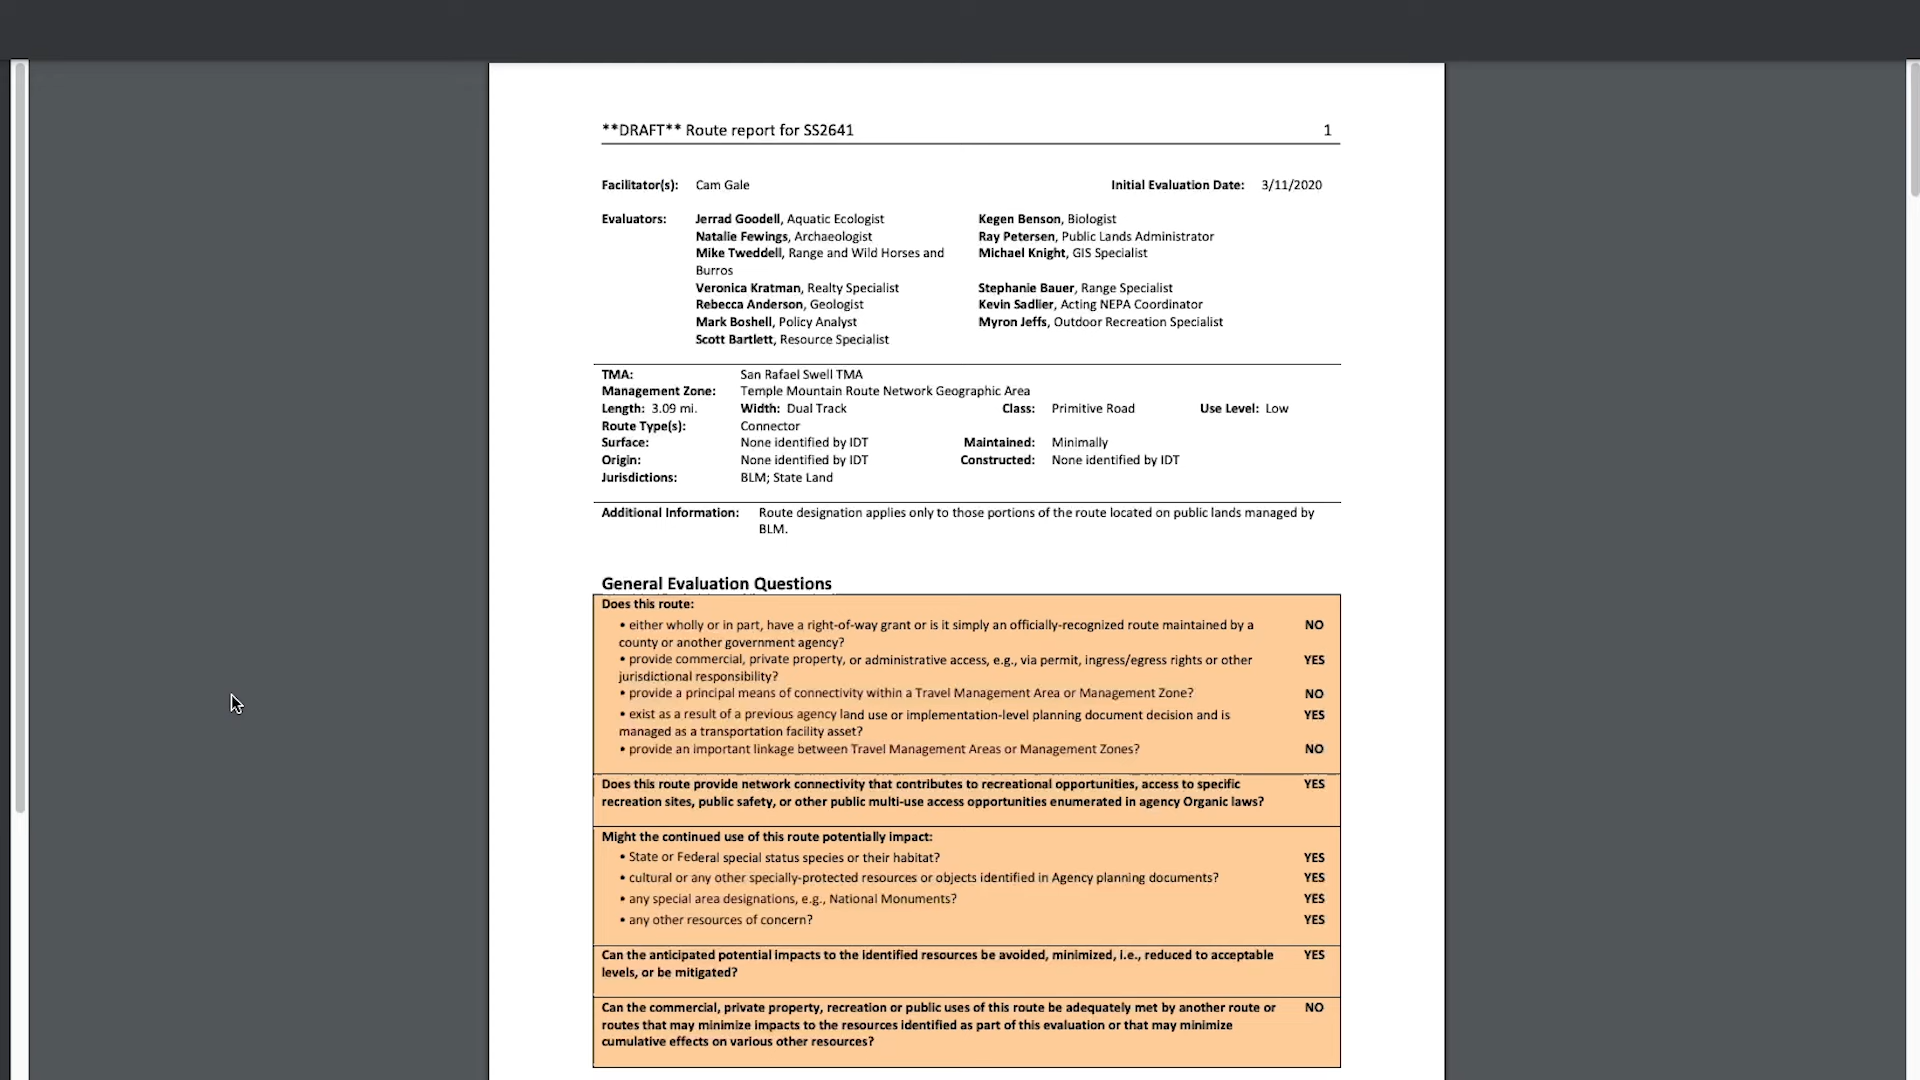 **DRAFT** Route report for SS2641 1
Facilitator(s): Cam Gale Initial Evaluation Date: 3/11/2020
Evaluators: Jerrad Goodell, Aquatic Ecologist Kegen Benson, Biologist
Natalie Fewings, Archaeologist Ray Petersen, Public Lands Administrator
Mike Tweddell, Range and Wild Horses and Michael Knight, GIS Specialist
Burros
Veronica Kratman, Realty Specialist Stephanie Bauer, Range Specialist
Rebecca Anderson, Geologist Kevin Sadlier, Acting NEPA Coordinator
Mark Boshell, Policy Analyst Myron Jeffs, Outdoor Recreation Specialist
Scott Bartlett, Resource Specialist
TMA: San Rafael Swell TMA
Management Zone: Temple Mountain Route Network Geographic Area
Length: 3.09 mi. Width: Dual Track Class: Primitive Road Use Level: Low
Route Type(s): Connector
Surface: None identified by IDT Maintained: Minimally
Origin: None identified by IDT Constructed: None identified by IDT
Jurisdictions: BLM; State Land
Additional Information: Route designation applies only to those portions of the route located on public lands managed by
BLM.
General Evaluation Questions
Does this route:
• either wholly or in part, have a right-of-way grant or is it simply an officially-recognized route maintained by a NO
county or another government agency?
• provide commercial, private property, or administrative access, e.g., via permit, ingress/egress rights or other YES
jurisdictional responsibility?
• provide a principal means of connectivity within a Travel Management Area or Management Zone? NO
• exist as a result of a previous agency land use or implementation-level planning document decision and is YES
managed as a transportation facility asset?
• provide an important linkage between Travel Management Areas or Management Zones? NO
Does this route provide network connectivity that contributes to recreational opportunities, access to specific YES
recreation sites, public safety, or other public multi-use access opportunities enumerated in agency Organic laws?
Might the continued use of this route potentially impact:
• State or Federal special status species or their habitat? YES
• cultural or any other specially-protected resources or objects identified in Agency planning documents? YES
• any special area designations, e.g., National Monuments? YES
• any other resources of concern? YES
Can the anticipated potential impacts to the identified resources be avoided, minimized, i.e., reduced to acceptable YES
levels, or be mitigated?
Can the commercial, private property, recreation or public uses of this route be adequately met by another route or NO
routes that may minimize impacts to the resources identified as part of this evaluation or that may minimize
cumulative effects on various other resources?